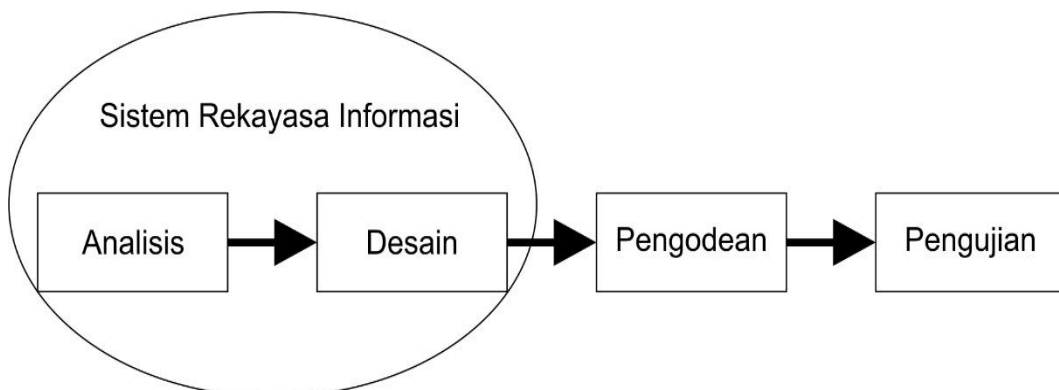 Sistem Rekayasa Informasi
Analisis
Desain
Pengodean
Pengujian